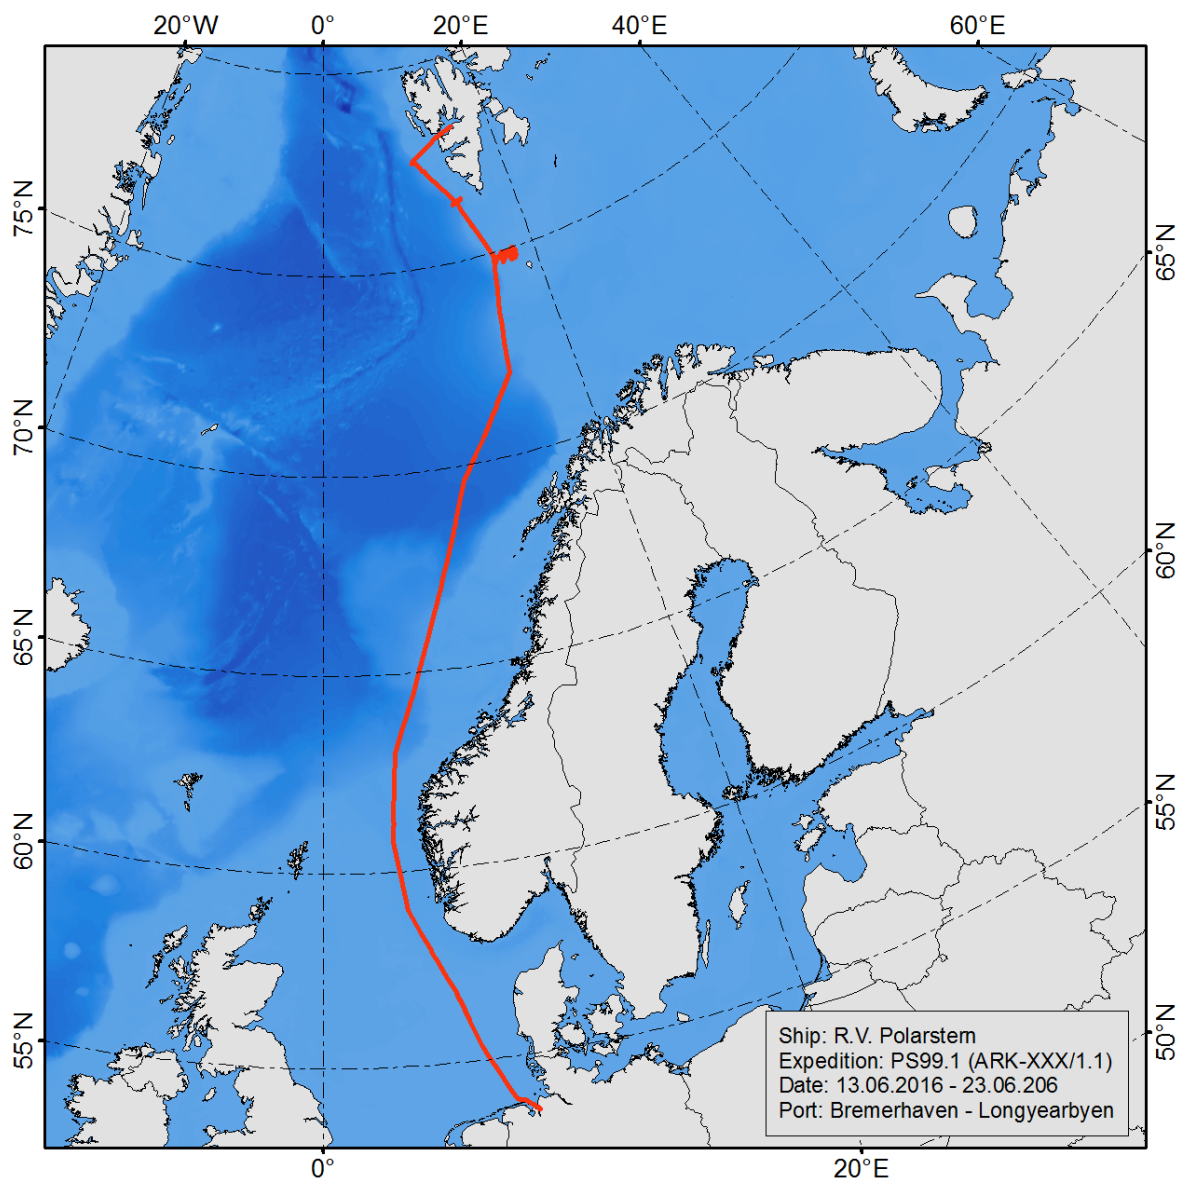 20°W 0° 20°E 40°E 60°E
75°N
70°N
65°N
60°N
55°N
65°N
60°N
55°N
50°N
Ship: R.V. Polarstern
Expedition: PS99.1 (ARK-XXX/1.1)
Date: 13.06.2016 - 23.06.206
Port: Bremerhaven - Longyearbyen
0° 20°E